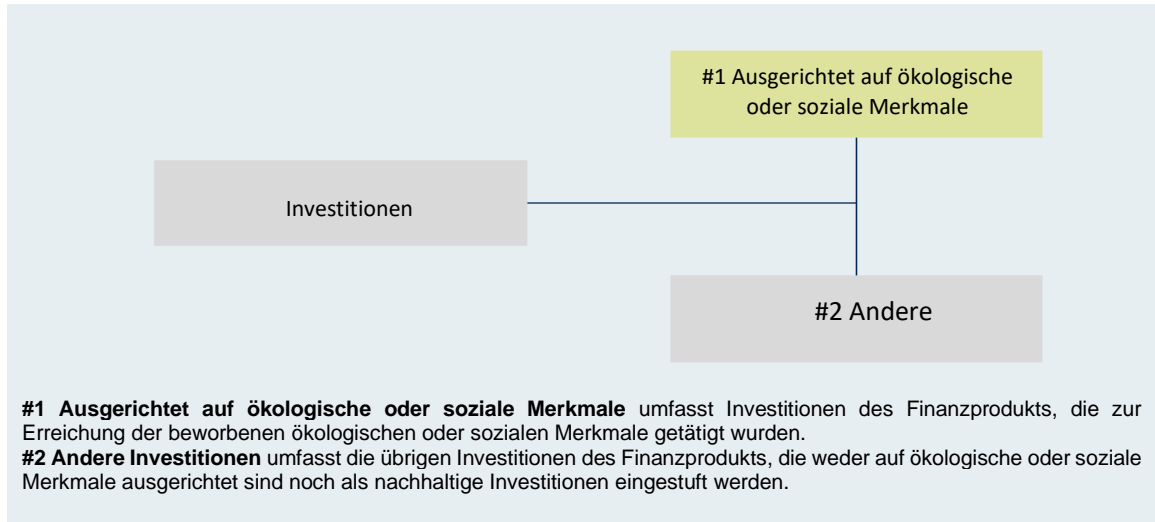 #1 Ausgerichtet auf ökologische
oder soziale Merkmale
Investitionen
#2 Andere
#1 Ausgerichtet auf ökologische oder soziale Merkmale umfasst Investitionen des Finanzprodukts, die zur
Erreichung der beworbenen ökologischen oder sozialen Merkmale getätigt wurden.
#2 Andere Investitionen umfasst die übrigen Investitionen des Finanzprodukts, die weder auf ökologische oder soziale
Merkmale ausgerichtet sind noch als nachhaltige Investitionen eingestuft werden.